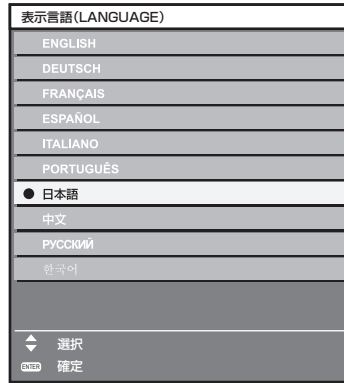 表示言語(LANGUAGE)
ENGLISH
DEUTSCH
FRANÇAIS
ESPAÑOL
ITALIANO
PORTUGUÊS
日本語
中文
РУССКИЙ
한국어
選択
ENTER 確定